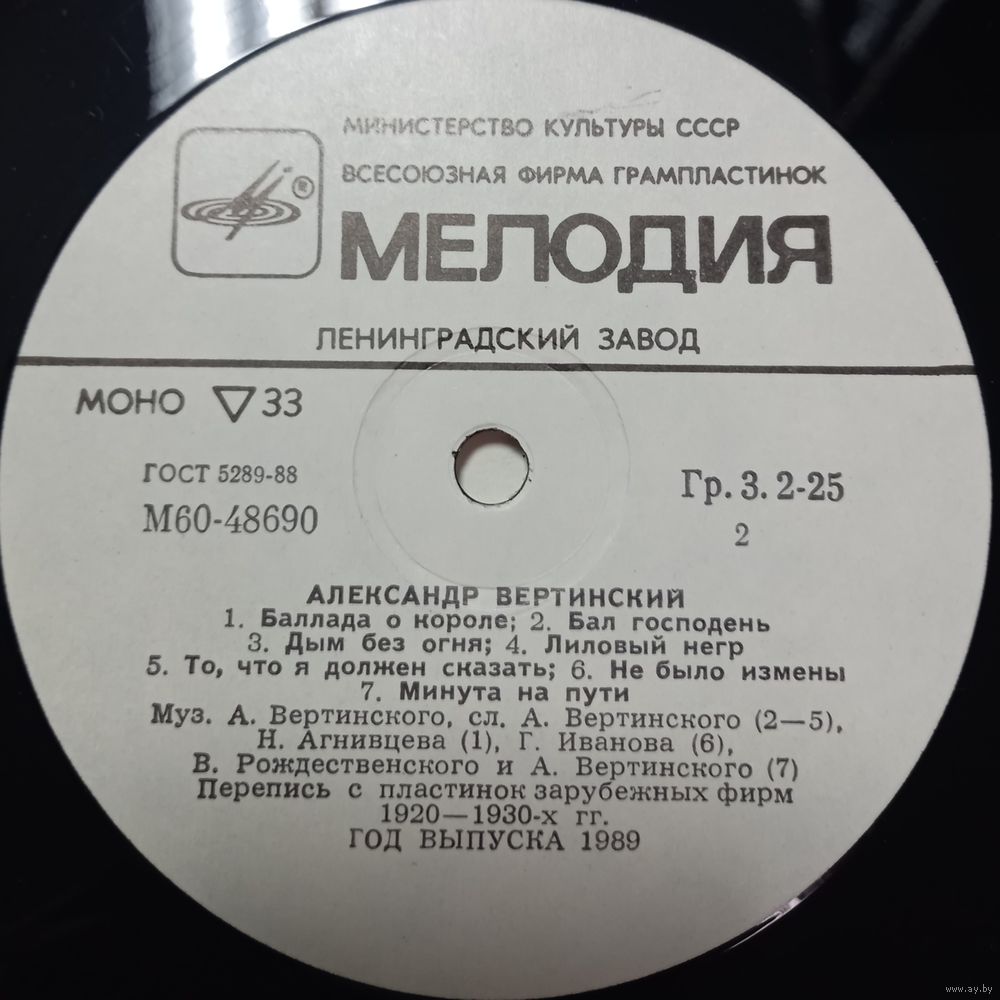 МИНИСТЕРСТВО КУЛЬТУРЫ СССР
ВСЕСОЮЗНАЯ ФИРМА ГРАМПЛАСТИНОК
®
МЕЛОДИЯ
ЛЕНИНГРАДСКИЙ ЗАВОД
МОНО ▽ 33
ГОСТ 5289-88
М60-48690
Гр. 3. 2-25
2
АЛЕКСАНДР ВЕРТИНСКИЙ
1. Баллада о короле; 2. Бал господень
3. Дым без огня; 4. Лиловый негр
5. То, что я должен сказать; 6. Не было измены
7. Минута на пути
Муз. А. Вертинского, сл. А. Вертинского (2—5),
Н. Агнивцева (1), Г. Иванова (6),
В. Рождественского и А. Вертинского (7)
Перепись с пластинок зарубежных фирм
1920—1930-х гг.
ГОД ВЫПУСКА 1989
www.ay.by